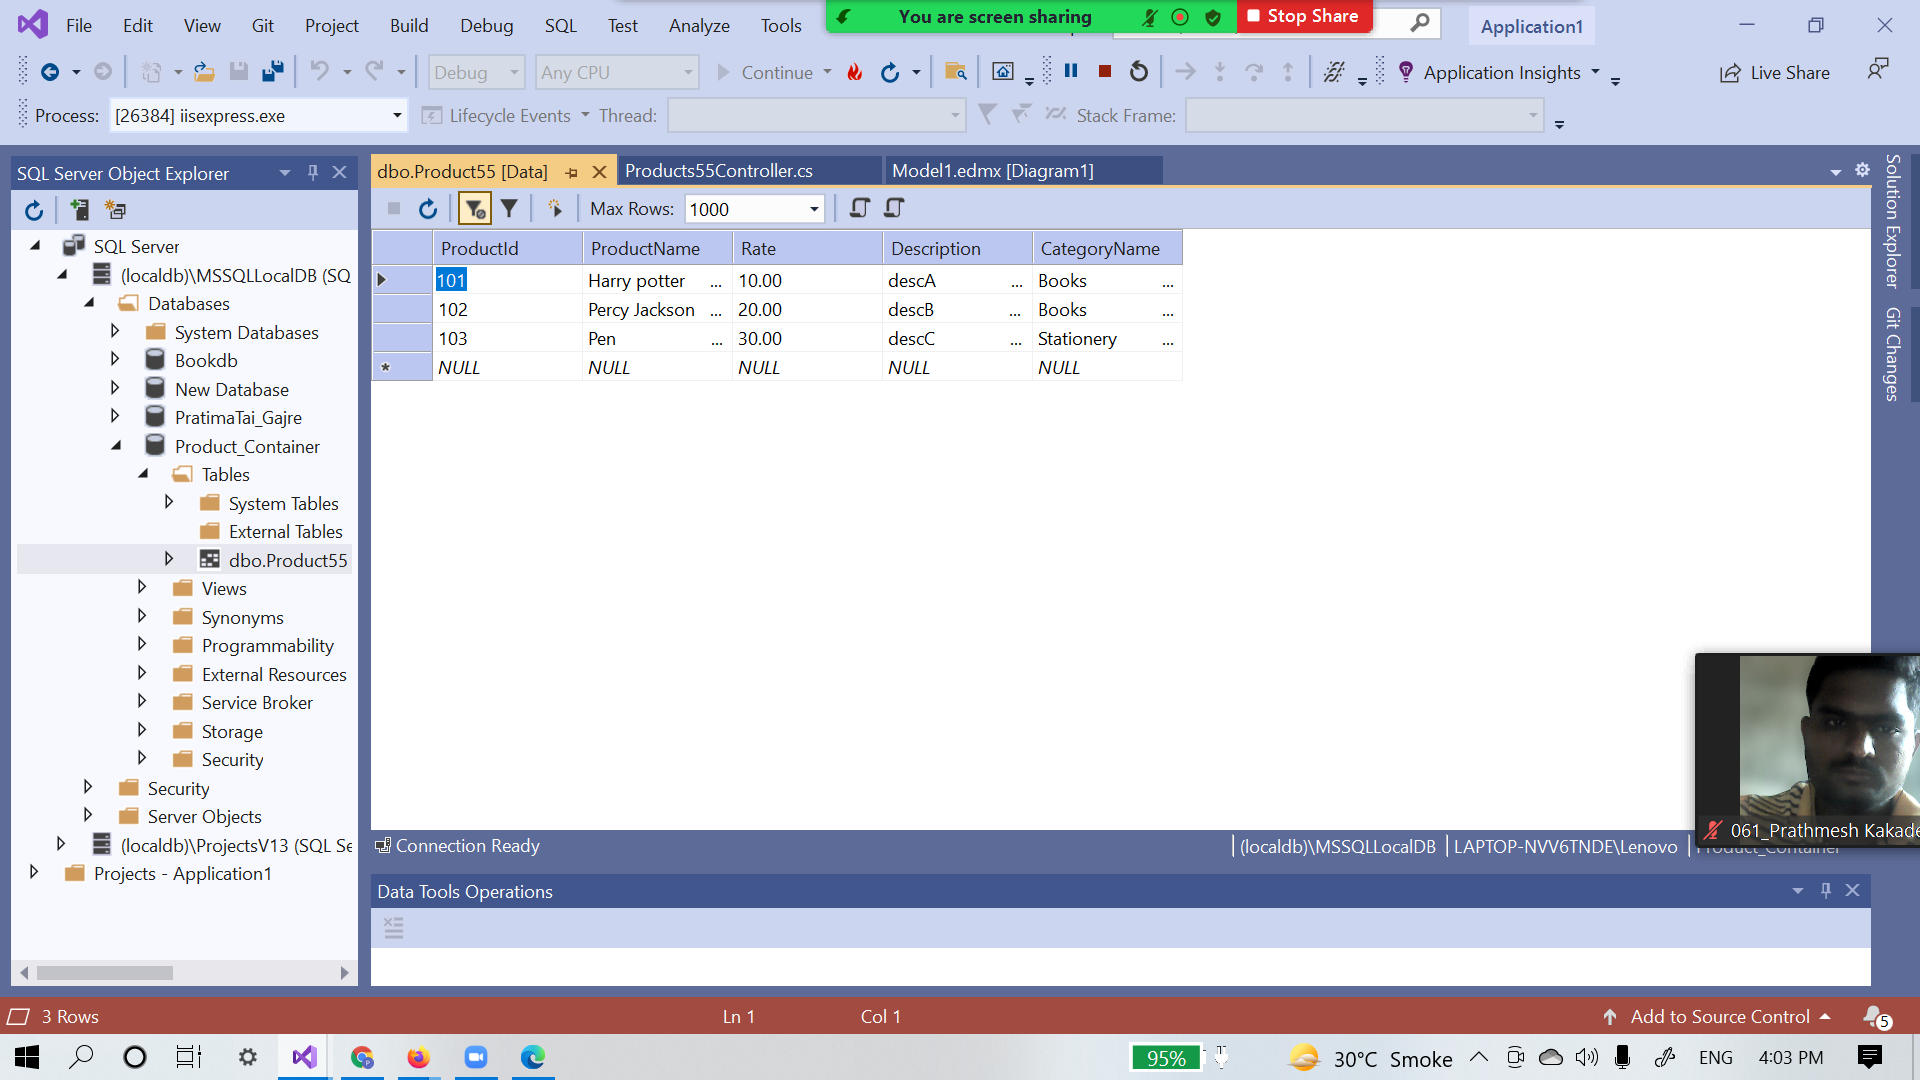 File Edit View Git Project Build Debug SQL Test Analyze Tools
You are screen sharing Stop Share
Application1
Debug Any CPU Continue Application Insights Live Share
Process: [26384] iisexpress.exe Lifecycle Events Thread: Stack Frame:
SQL Server Object Explorer
dbo.Product55 [Data] Products55Controller.cs Model1.edmx [Diagram1]
Max Rows: 1000
SQL Server
(localdb)\MSSQLLocalDB (SQ
Databases
System Databases
Bookdb
New Database
PratimaTai_Gajre
Product_Container
Tables
System Tables
External Tables
dbo.Product55
Views
Synonyms
Programmability
External Resources
Service Broker
Storage
Security
Security
Server Objects
(localdb)\ProjectsV13 (SQL Se
Projects - Application1
ProductId ProductName Rate Description CategoryName
101 Harry potter ... 10.00 descA ... Books ...
102 Percy Jackson ... 20.00 descB ... Books ...
103 Pen ... 30.00 descC ... Stationery ...
NULL NULL NULL NULL NULL
Solution Explorer
Git Changes
061_Prathmesh Kakade
Connection Ready (localdb)\MSSQLLocalDB LAPTOP-NVV6TNDE\Lenovo Product_Container
Data Tools Operations
3 Rows Ln 1 Col 1 Add to Source Control 5
95% 30°C Smoke ENG 4:03 PM